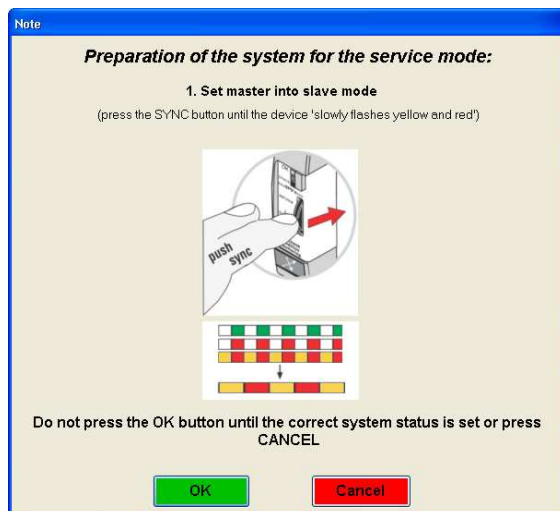 Note
Preparation of the system for the service mode:
1. Set master into slave mode
(press the SYNC button until the device 'slowly flashes yellow and red')
push
sync
Do not press the OK button until the correct system status is set or press
CANCEL
OK
Cancel